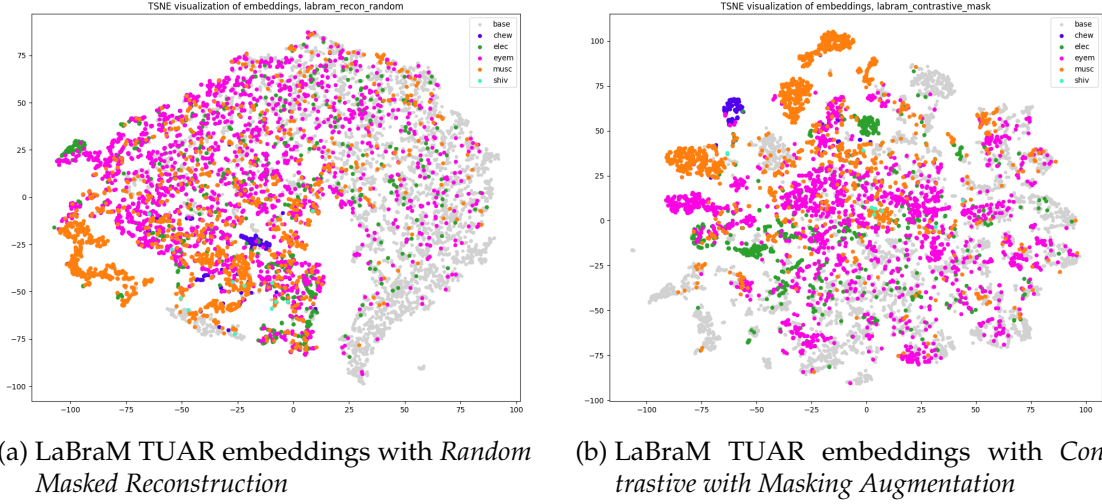 TSNE visualization of embeddings, labram_recon_random
base
chew
elec
eyem
musc
shiv
75
50
25
0
−25
−50
−75
−100
−100 −75 −50 −25 0 25 50 75 100
(a) LaBraM TUAR embeddings with Random
Masked Reconstruction
TSNE visualization of embeddings, labram_contrastive_mask
base
chew
elec
eyem
musc
shiv
100
75
50
25
0
−25
−50
−75
−100
−100 −75 −50 −25 0 25 50 75 100
(b) LaBraM TUAR embeddings with Con
trastive with Masking Augmentation